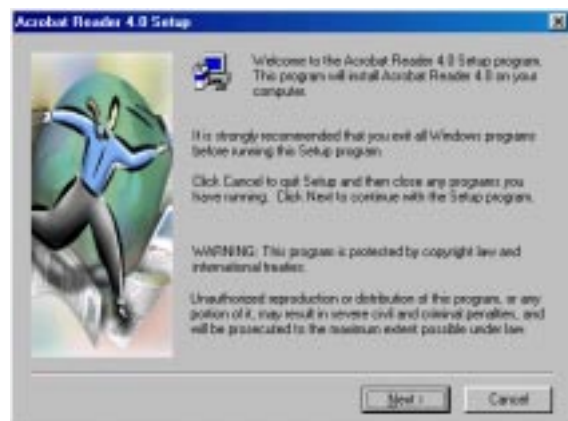 Acrobat Reader 4.0 Setup
Welcome to the Acrobat Reader 4.0 Setup program.
This program will install Acrobat Reader 4.0 on your
computer.
It is strongly recommended that you exit all Windows programs
before running this Setup program.
Click Cancel to quit Setup and then close any programs you
have running. Click Next to continue with the Setup program.
WARNING: This program is protected by copyright law and
international treaties.
Unauthorized reproduction or distribution of this program, or any
portion of it, may result in severe civil and criminal penalties, and
will be prosecuted to the maximum extent possible under law.
Next >
Cancel